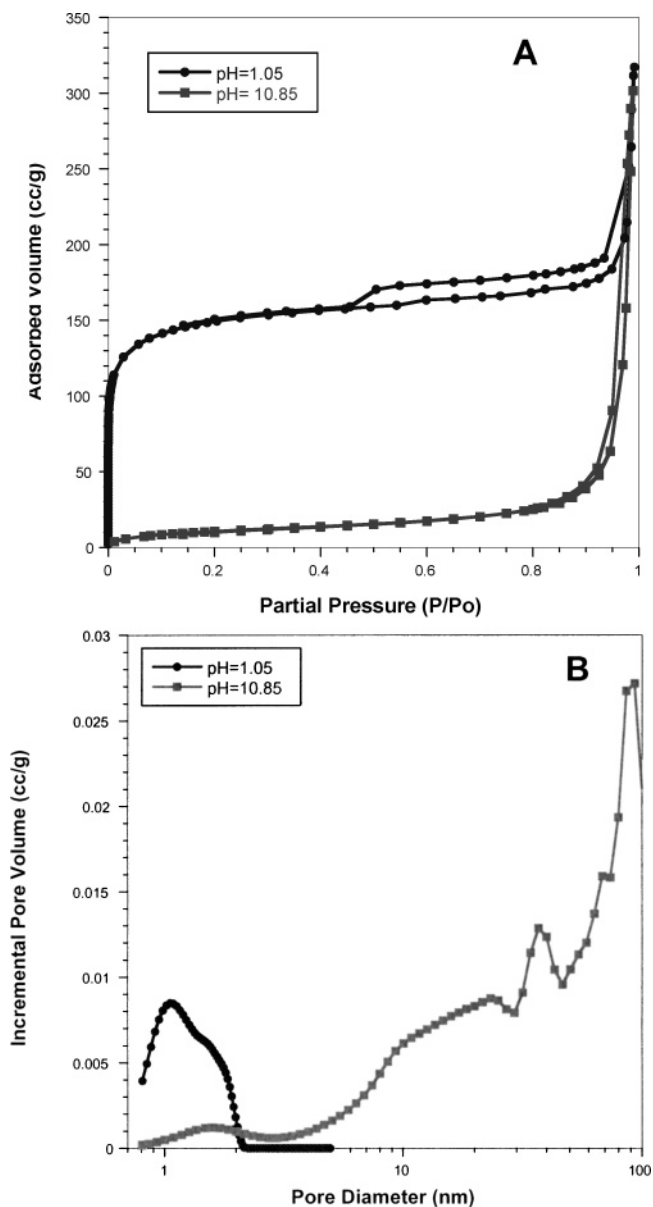 A
pH=1.05
pH= 10.85
350
300
250
200
150
100
50
0
0 0.2 0.4 0.6 0.8 1
Adsorbed Volume (cc/g)
Partial Pressure (P/Po)
B
pH=1.05
pH=10.85
0.03
0.025
0.02
0.015
0.01
0.005
0
1 10 100
Incremental Pore Volume (cc/g)
Pore Diameter (nm)